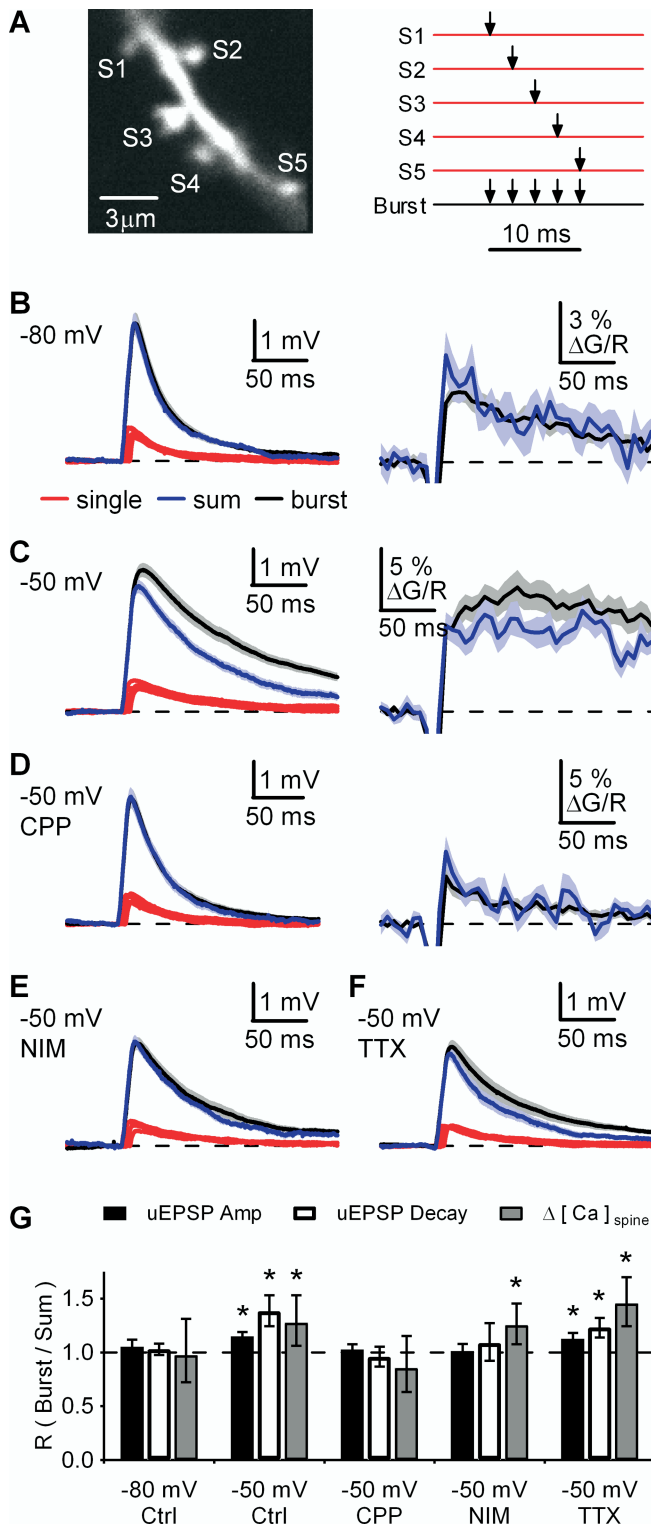 A
S1
S2
S3
S4
S5
3µm
S1
S2
S3
S4
S5
Burst
10 ms
B
-80 mV
1 mV
50 ms
3 %
ΔG/R
50 ms
single
sum
burst
C
-50 mV
1 mV
50 ms
5 %
ΔG/R
50 ms
D
-50 mV
CPP
1 mV
50 ms
5 %
ΔG/R
50 ms
E
-50 mV
NIM
1 mV
50 ms
F
-50 mV
TTX
1 mV
50 ms
G
uEPSP Amp
uEPSP Decay
Δ [ Ca ] spine
R ( Burst / Sum )
1.5
1.0
0.5
0.0
* * * * * * *
-80 mV
Ctrl
-50 mV
Ctrl
-50 mV
CPP
-50 mV
NIM
-50 mV
TTX